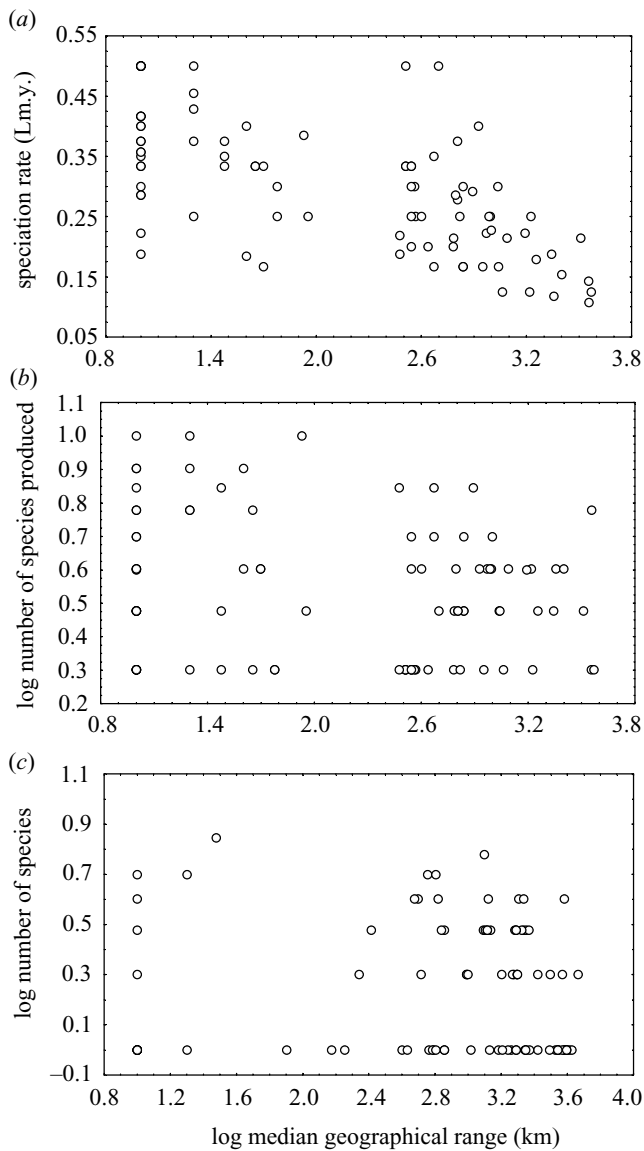 (a)
0.55
0.45
0.35
0.25
0.15
0.05
speciation rate (Lm.y.)
0.8 1.4 2.0 2.6 3.2 3.8
(b)
1.1
1.0
0.9
0.8
0.7
0.6
0.5
0.4
0.3
0.2
log number of species produced
0.8 1.4 2.0 2.6 3.2 3.8
(c)
1.1
0.9
0.7
0.5
0.3
0.1
–0.1
log number of species
0.8 1.2 1.6 2.0 2.4 2.8 3.2 3.6 4.0
log median geographical range (km)